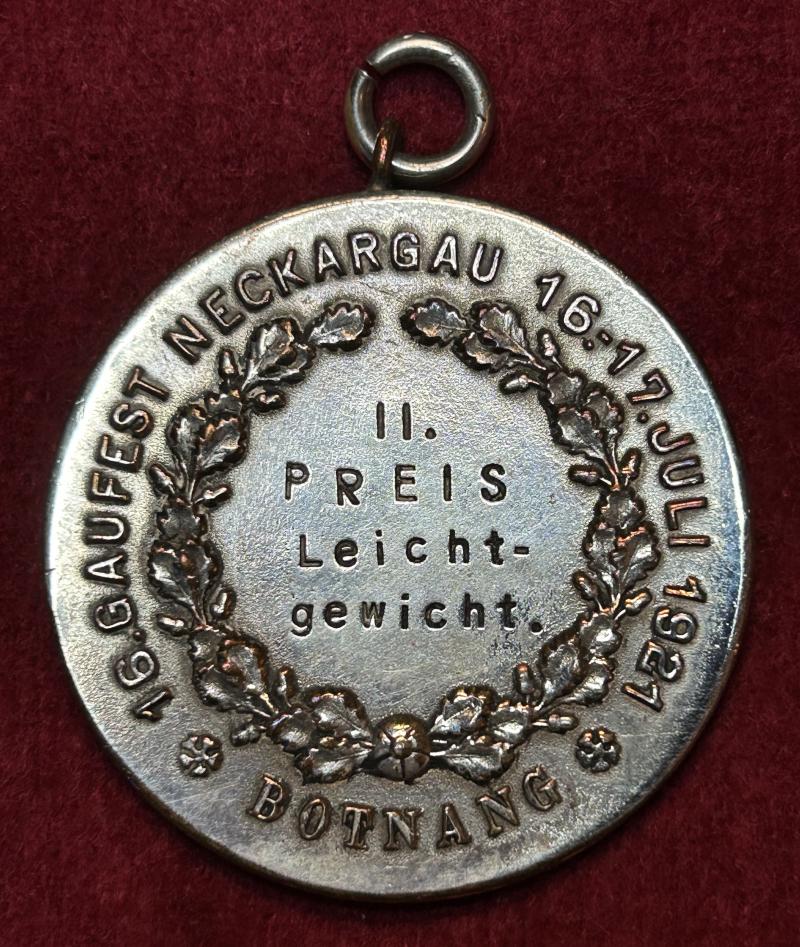 16. GAUFEST NECKARGAU 16.-17. JULI 1921
II.
PREIS
Leicht-
gewicht.
BOTNANG